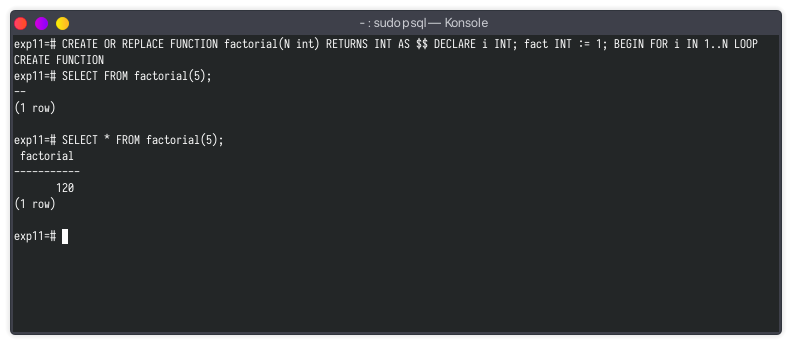 ~ : sudo psql — Konsole
exp11=# CREATE OR REPLACE FUNCTION factorial(N int) RETURNS INT AS $$ DECLARE i INT; fact INT := 1; BEGIN FOR i IN 1..N LOOP
CREATE FUNCTION
exp11=# SELECT FROM factorial(5);
--
(1 row)
exp11=# SELECT * FROM factorial(5);
factorial
-----------
120
(1 row)
exp11=#